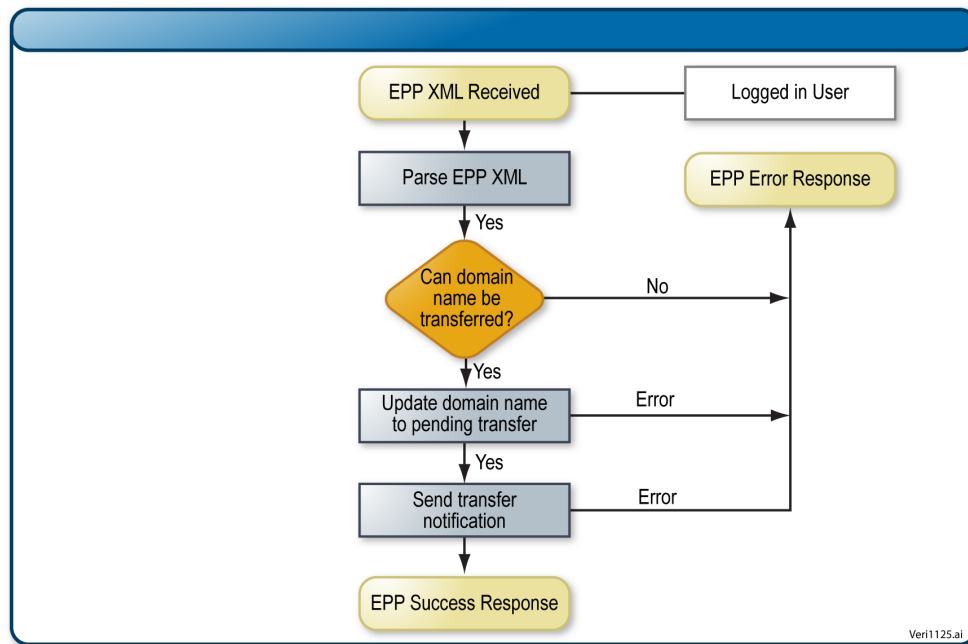 EPP XML Received
Logged in User
Parse EPP XML
EPP Error Response
Yes
Can domain
name be
transferred?
No
Yes
Update domain name
to pending transfer
Error
Yes
Send transfer
notification
Error
EPP Success Response
Veri1125.ai